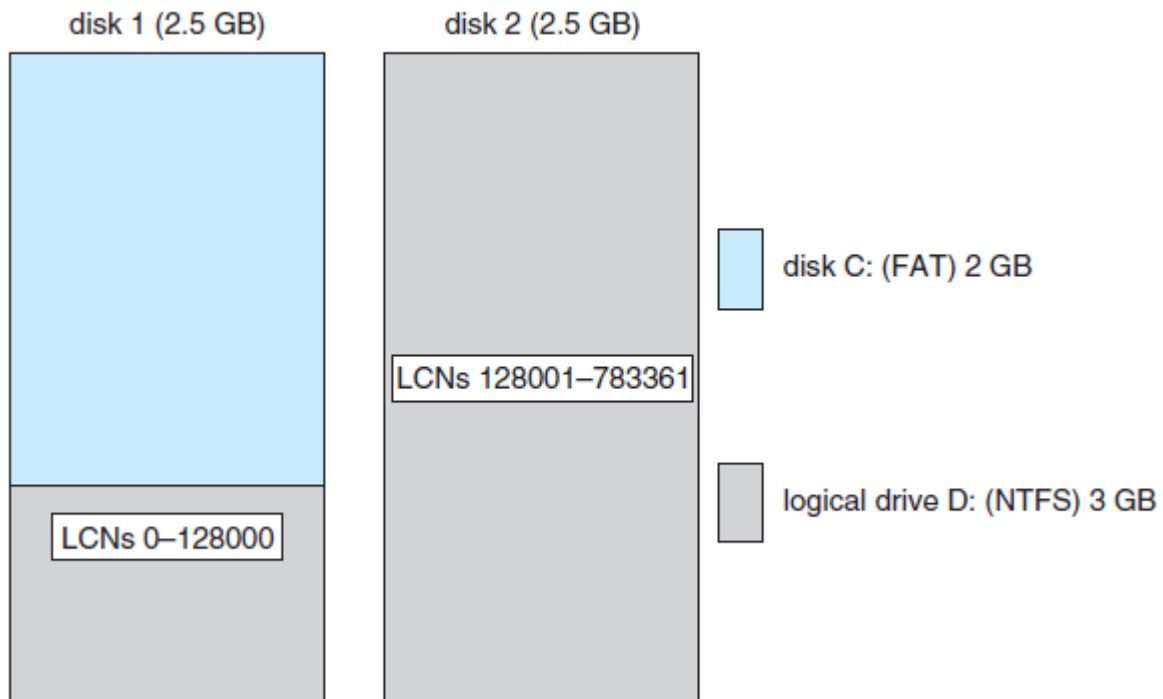 disk 1 (2.5 GB)
disk 2 (2.5 GB)
disk C: (FAT) 2 GB
LCNs 128001–783361
logical drive D: (NTFS) 3 GB
LCNs 0–128000